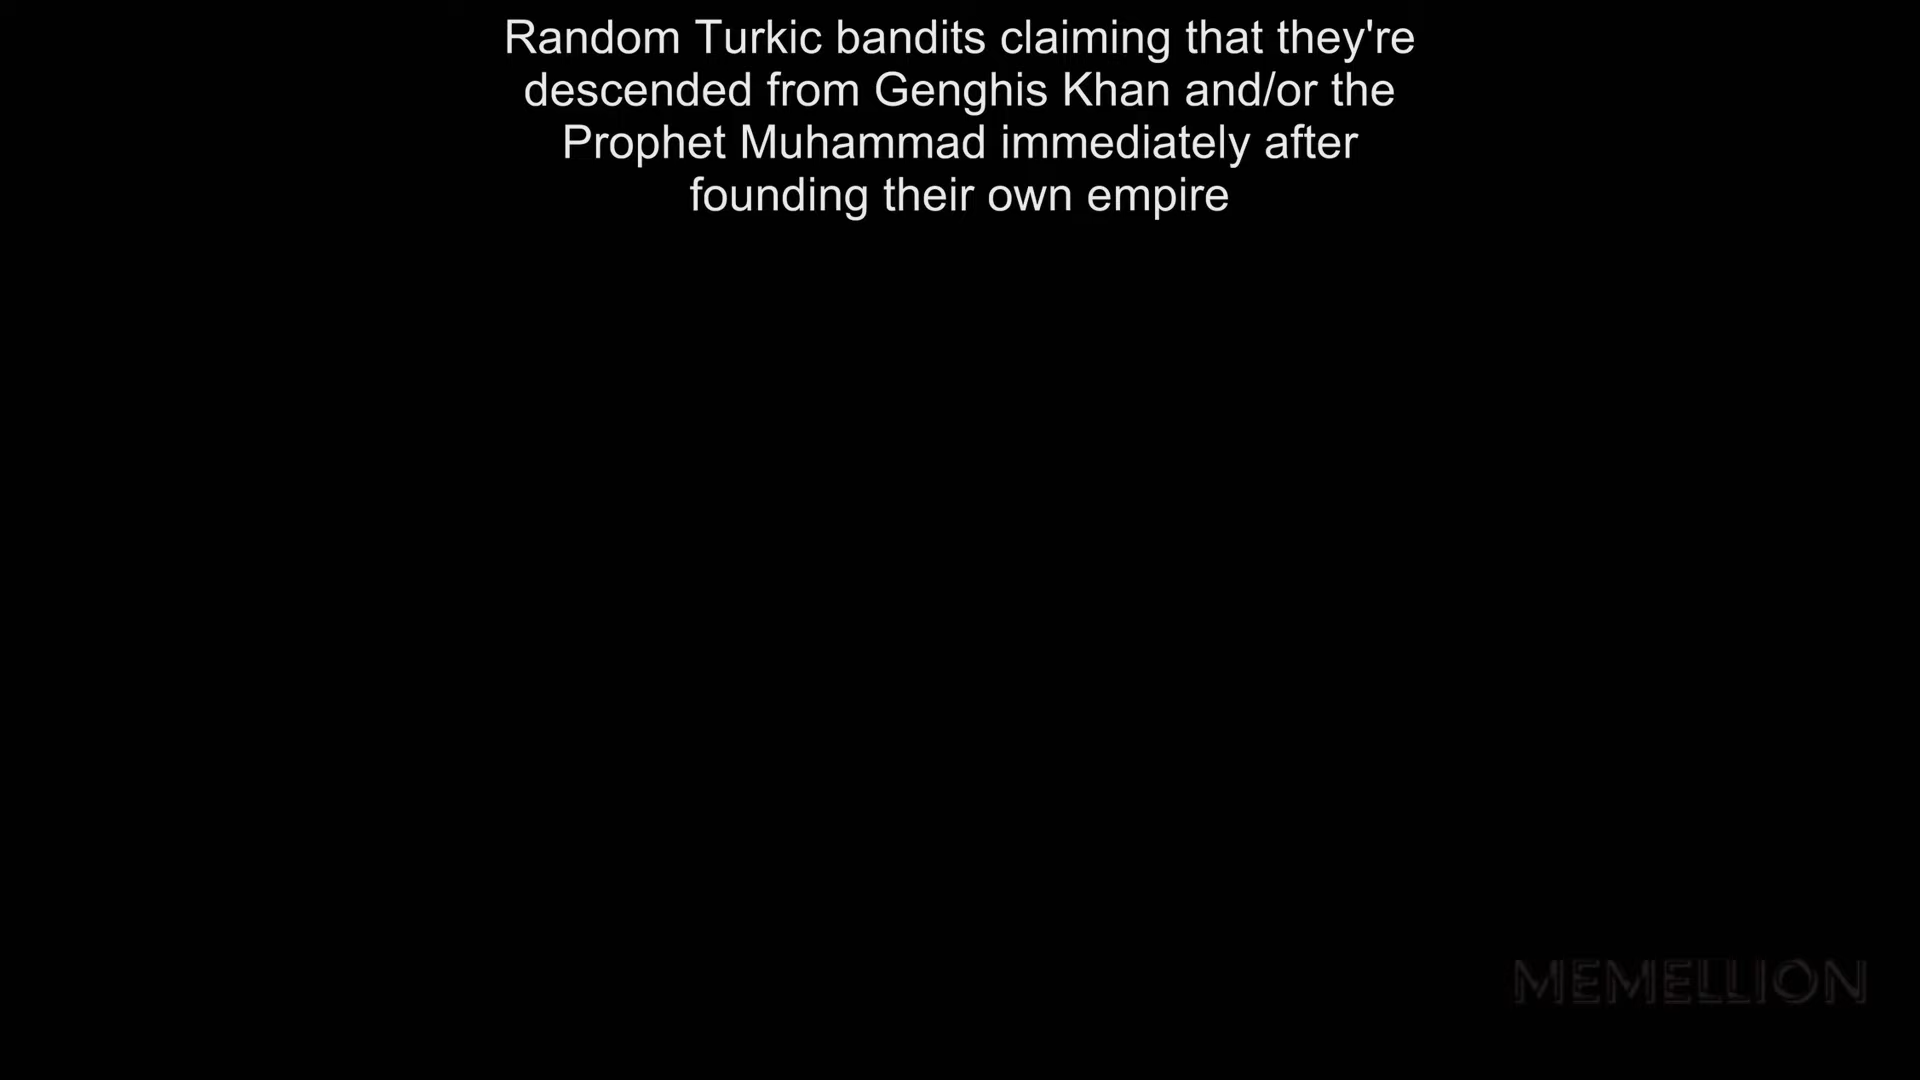 Random Turkic bandits claiming that they're
descended from Genghis Khan and/or the
Prophet Muhammad immediately after
founding their own empire
MEMELLION